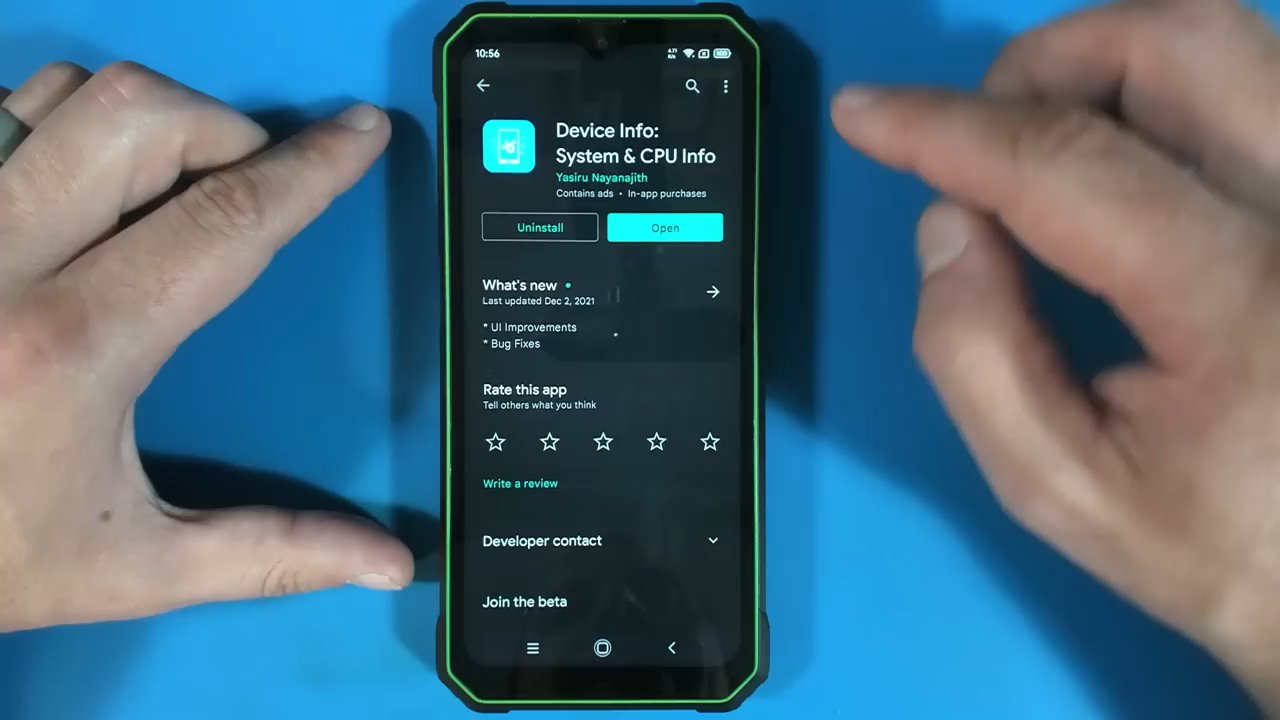 10:56
Device Info:
System & CPU Info
Yasiru Nayanajith
Contains ads • In-app purchases
Uninstall
Open
What's new
Last updated Dec 2, 2021
* UI Improvements
* Bug Fixes
Rate this app
Tell others what you think
Write a review
Developer contact
Join the beta